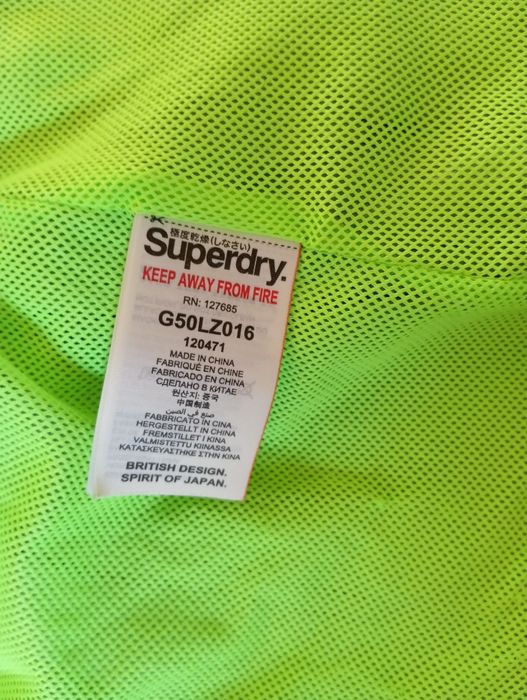 極度乾燥(しなさい)
Superdry.
KEEP AWAY FROM FIRE
RN: 127685
G50LZ016
120471
MADE IN CHINA
FABRIQUÉ EN CHINE
FABRICADO EN CHINA
СДЕЛАНО В КИТАЕ
원산지: 중국
中国制造
صنع في الصين
FABBRICATO IN CINA
HERGESTELLT IN CHINA
FREMSTILLET I KINA
VALMISTETTU KIINASSA
ΚΑΤΑΣΚΕΥΑΣΤΗΚΕ ΣΤΗΝ ΚΙΝΑ
BRITISH DESIGN.
SPIRIT OF JAPAN.